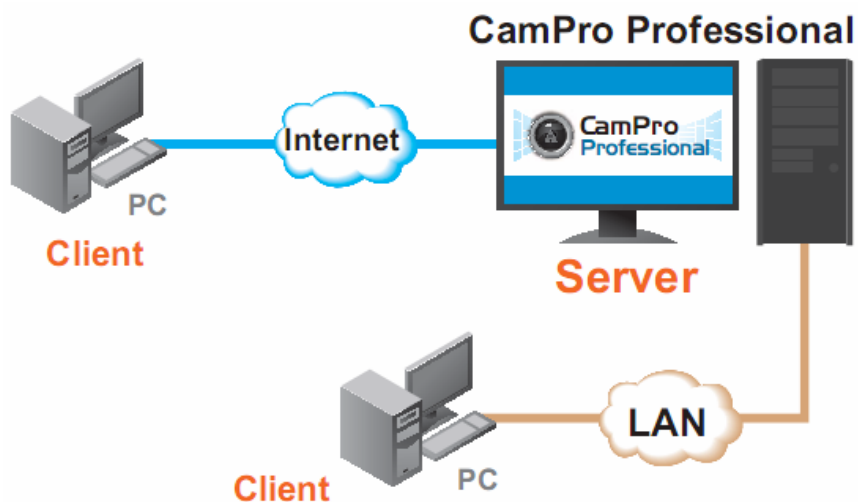 CamPro Professional
Internet
CamPro
Professional
PC
Client
Server
LAN
PC
Client